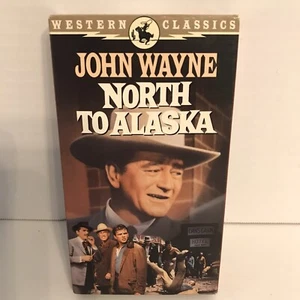 WESTERN CLASSICS
JOHN WAYNE
NORTH
TO ALASKA